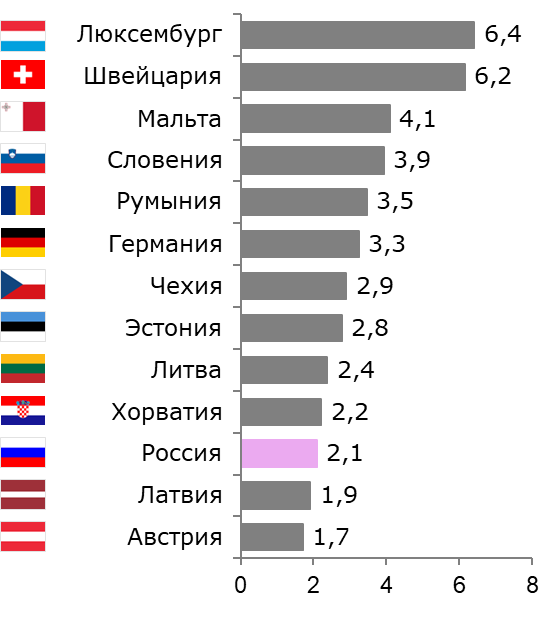 Люксембург 6,4
Швейцария 6,2
Мальта 4,1
Словения 3,9
Румыния 3,5
Германия 3,3
Чехия 2,9
Эстония 2,8
Литва 2,4
Хорватия 2,2
Россия 2,1
Латвия 1,9
Австрия 1,7
0 2 4 6 8